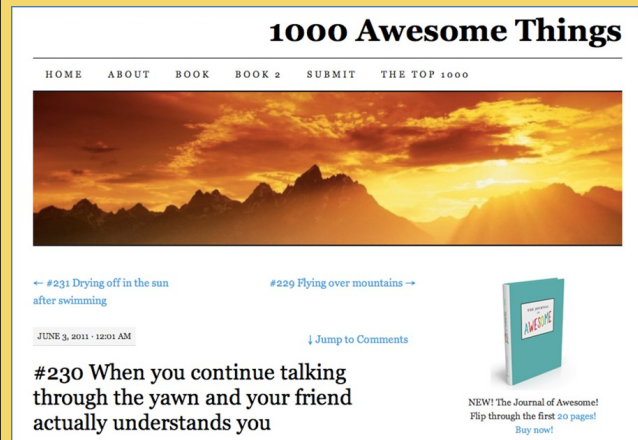 1000 Awesome Things
HOME ABOUT BOOK BOOK 2 SUBMIT THE TOP 1000
← #231 Drying off in the sun
after swimming
#229 Flying over mountains →
JUNE 3, 2011 · 12:01 AM
↓ Jump to Comments
#230 When you continue talking
through the yawn and your friend
actually understands you
THE JOURNAL
AWESOME
NEW! The Journal of Awesome!
Flip through the first 20 pages!
Buy now!